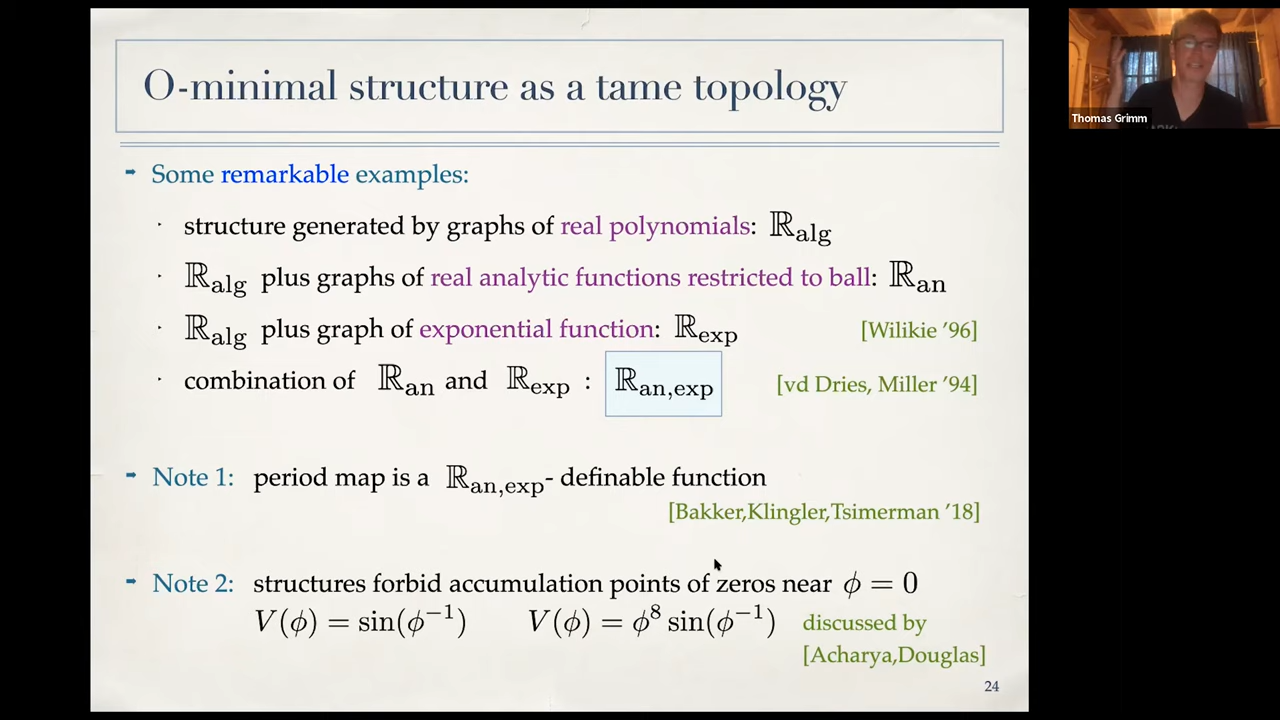 O-minimal structure as a tame topology
Some remarkable examples:
structure generated by graphs of real polynomials: ℝ_alg
ℝ_alg plus graphs of real analytic functions restricted to ball: ℝ_an
ℝ_alg plus graph of exponential function: ℝ_exp [Wilikie '96]
combination of ℝ_an and ℝ_exp : ℝ_an,exp [vd Dries, Miller '94]
Note 1: period map is a ℝ_an,exp- definable function
[Bakker,Klingler,Tsimerman '18]
Note 2: structures forbid accumulation points of zeros near ϕ = 0
V(ϕ) = sin(ϕ⁻¹) V(ϕ) = ϕ⁸ sin(ϕ⁻¹) discussed by
[Acharya,Douglas]
24
Thomas Grimm